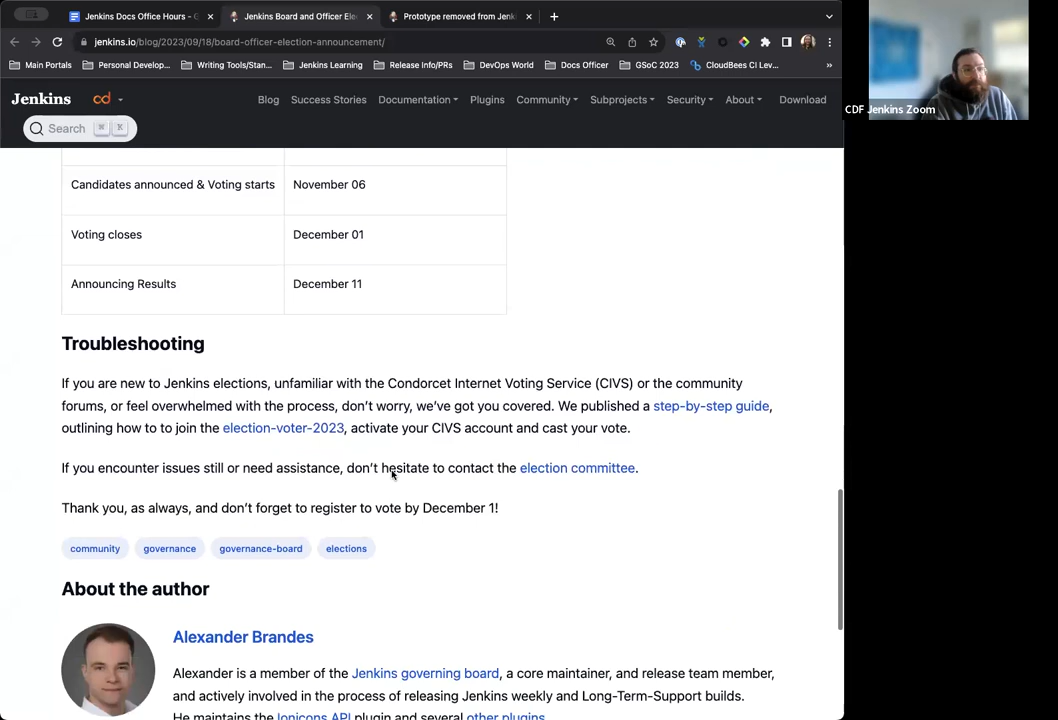 Jenkins Docs Office Hours - G
Jenkins Board and Officer Ele
Prototype removed from Jenk
jenkins.io/blog/2023/09/18/board-officer-election-announcement/
Main Portals Personal Develop... Writing Tools/Stan... Jenkins Learning Release Info/PRs DevOps World Docs Officer GSoC 2023 CloudBees CI Lev... »
CDF Jenkins Zoom
Jenkins cd Blog Success Stories Documentation Plugins Community Subprojects Security About Download
Search ⌘ K
Candidates announced & Voting starts November 06
Voting closes December 01
Announcing Results December 11
Troubleshooting
If you are new to Jenkins elections, unfamiliar with the Condorcet Internet Voting Service (CIVS) or the community
forums, or feel overwhelmed with the process, don't worry, we've got you covered. We published a step-by-step guide,
outlining how to to join the election-voter-2023, activate your CIVS account and cast your vote.
If you encounter issues still or need assistance, don't hesitate to contact the election committee.
Thank you, as always, and don't forget to register to vote by December 1!
community governance governance-board elections
About the author
Alexander Brandes
Alexander is a member of the Jenkins governing board, a core maintainer, and release team member,
and actively involved in the process of releasing Jenkins weekly and Long-Term-Support builds.
He maintains the Ionicons API plugin and several other plugins.